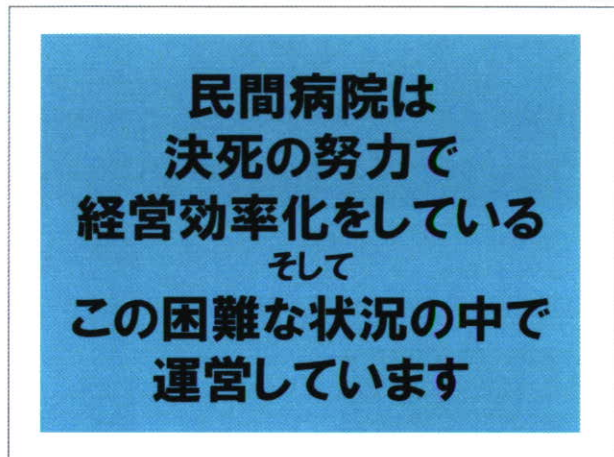 民間病院は
決死の努力で
経営効率化をしている
そして
この困難な状況の中で
運営しています